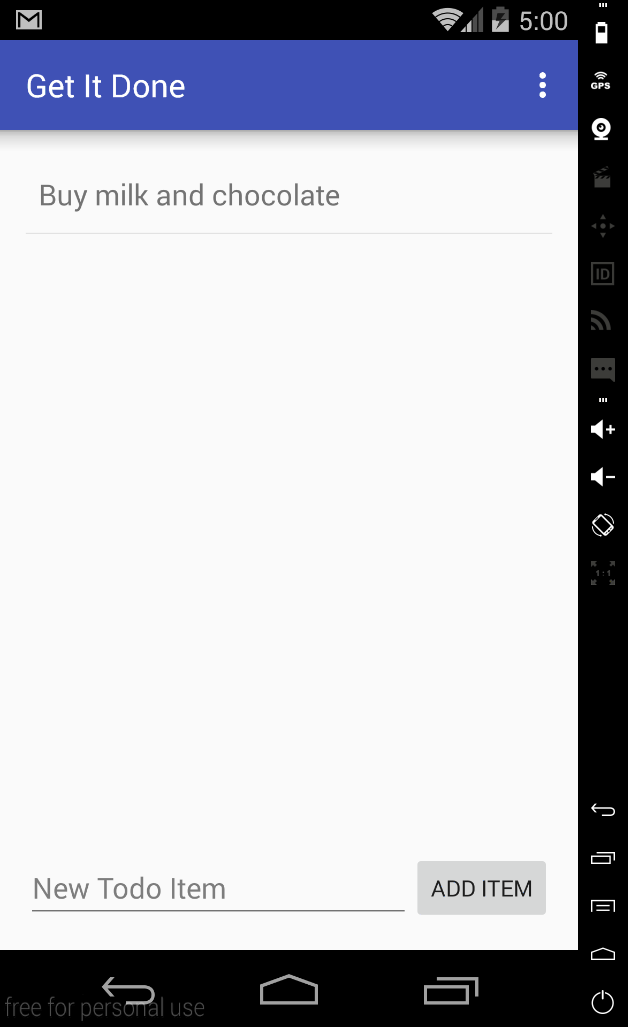 5:00
Get It Done
GPS
Buy milk and chocolate
ID
1:1
New Todo Item
ADD ITEM
free for personal use